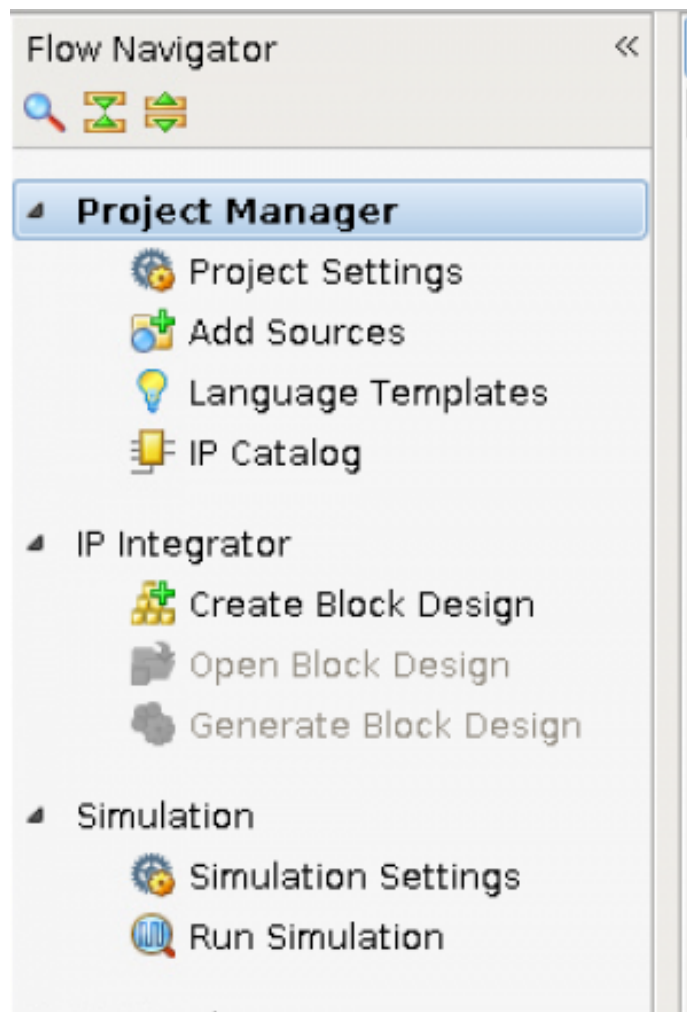 Flow Navigator
Project Manager
Project Settings
Add Sources
Language Templates
IP Catalog
IP Integrator
Create Block Design
Open Block Design
Generate Block Design
Simulation
Simulation Settings
Run Simulation